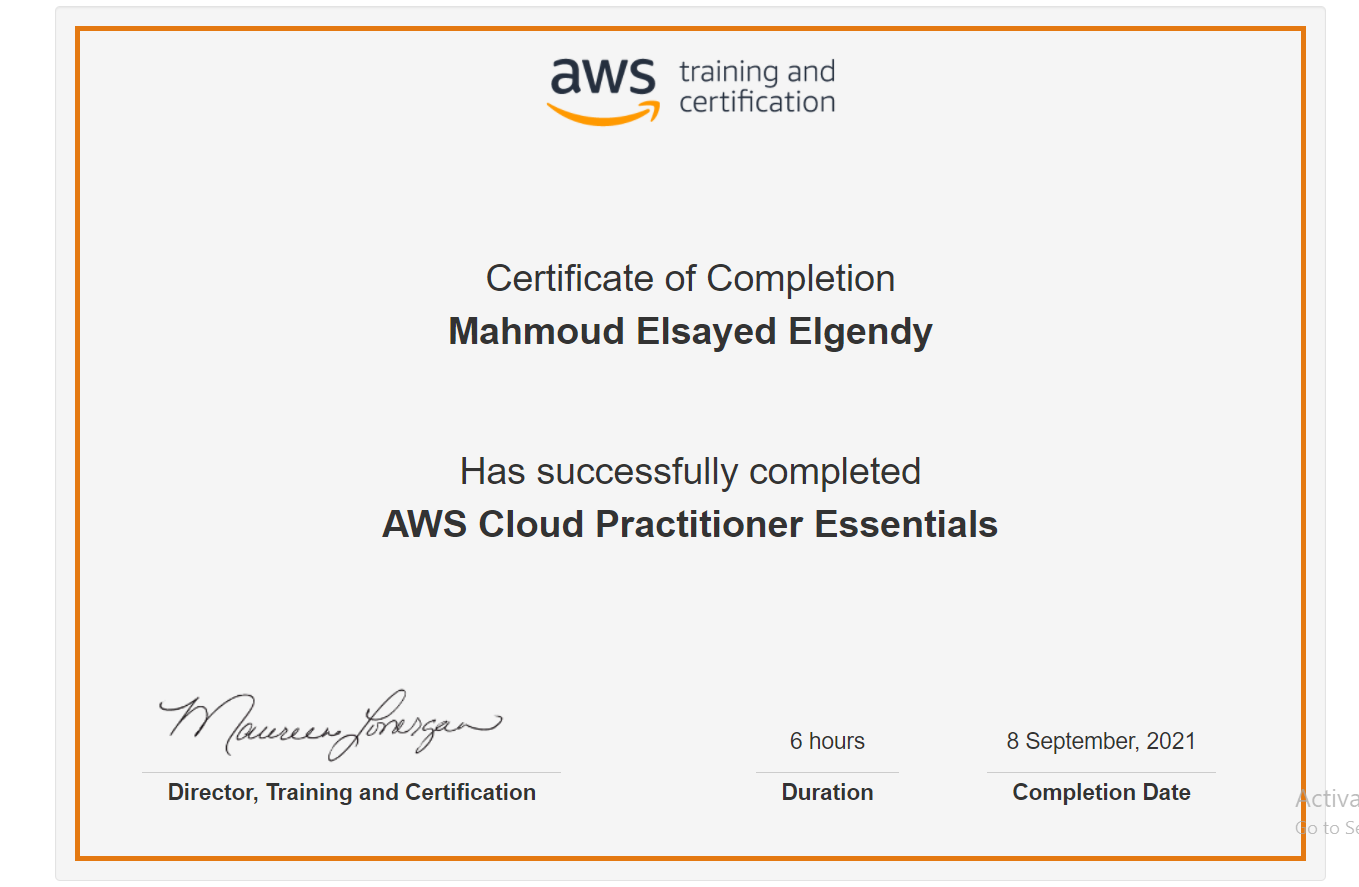 aws training and
certification
Certificate of Completion
Mahmoud Elsayed Elgendy
Has successfully completed
AWS Cloud Practitioner Essentials
Maureen Lonergan
Director, Training and Certification
6 hours
Duration
8 September, 2021
Completion Date
Activa
Go to Se